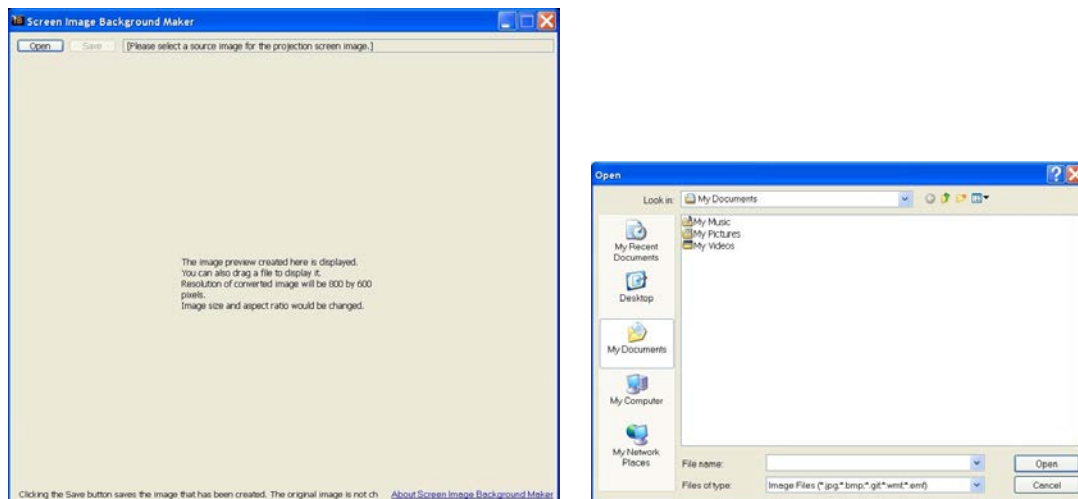 Screen Image Background Maker
Open Save [Please select a source image for the projection screen image.]
The image preview created here is displayed.
You can also drag a file to display it.
Resolution of converted image will be 800 by 600
pixels.
Image size and aspect ratio would be changed.
Clicking the Save button saves the image that has been created. The original image is not ch About Screen Image Background Maker
Open
Look in: My Documents
My Music
My Pictures
My Videos
My Recent
Documents
Desktop
My Documents
My Computer
My Network
Places
File name: Open
Files of type: Image Files (*.jpg;*.bmp;*.gif;*.wmf;*.emf) Cancel